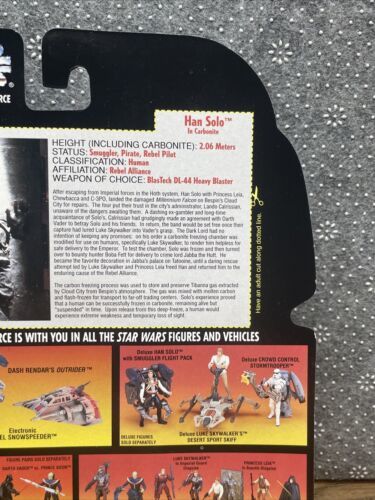 ORCE
Han Solo™
In Carbonite
HEIGHT (INCLUDING CARBONITE): 2.06 Meters
STATUS: Smuggler, Pirate, Rebel Pilot
CLASSIFICATION: Human
AFFILIATION: Rebel Alliance
WEAPON OF CHOICE: BlasTech DL-44 Heavy Blaster
After escaping from Imperial forces in the Hoth system, Han Solo with Princess Leia,
Chewbacca and C-3PO, landed the damaged Millennium Falcon on Bespin's Cloud
City for repairs. The four put their trust in the city's administrator, Lando Calrissian,
unaware of the dangers awaiting them. A dashing ex-gambler and long-time
acquaintance of Solo's, Calrissian had grudgingly made an agreement with Darth
Vader to betray Solo and his friends. In return, the band would be set free once their
capture had lured Luke Skywalker into Vader's grasp. The Dark Lord had no
intention of keeping any promises; on his order a carbonite freezing chamber was
modified for use on humans, specifically Luke Skywalker, to render him helpless for
safe delivery to the Emperor. To test the chamber, Solo was frozen and then turned
over to bounty hunter Boba Fett for delivery to crime lord Jabba the Hutt. He
became the favorite decoration in Jabba's palace on Tatooine, until a daring rescue
attempt led by Luke Skywalker and Princess Leia freed Han and returned him to the
enduring cause of the Rebel Alliance.
The carbon freezing process was used to store and preserve Tibanna gas extracted
by Cloud City from Bespin's atmosphere. The gas was mixed with molten carbon
and flash-frozen for transport to far-off trading centers. Solo's experience proved
that a human can be successfully frozen in carbonite, remaining alive but
"suspended" in time. Upon release from this deep-freeze, a human would
experience extreme weakness and temporary loss of sight.
Have an adult cut along dotted line.
RCE IS WITH YOU IN ALL THE STAR WARS FIGURES AND VEHICLES
DASH RENDAR'S OUTRIDER™
Electronic
EL SNOWSPEEDER™
Deluxe HAN SOLO™
with SMUGGLER FLIGHT PACK
Deluxe CROWD CONTROL
STORMTROOPER™
DELUXE FIGURES
SOLD SEPARATELY
Deluxe LUKE SKYWALKER'S™
DESERT SPORT SKIFF
FIGURE PAIRS SOLD SEPARATELY
DARTH VADER™ vs. PRINCE XIZOR™
LUKE SKYWALKER™
in Imperial Guard
Disguise
PRINCESS LEIA™
in Boushh Disguise